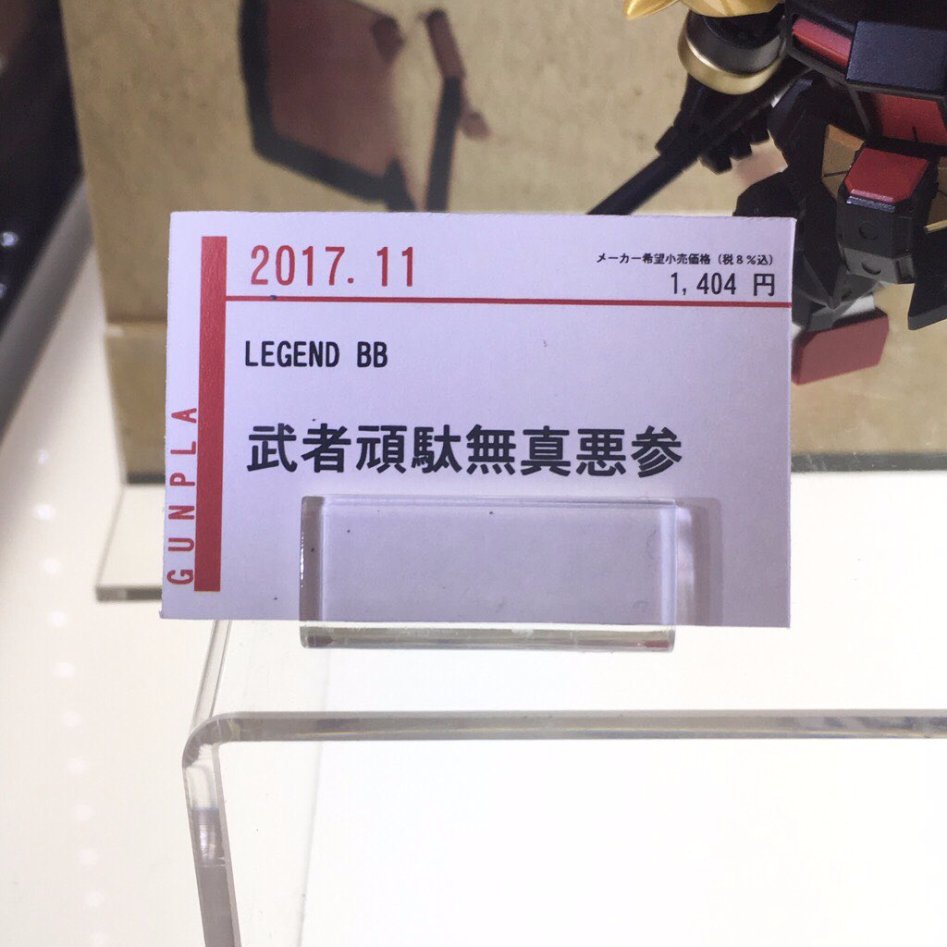 2017.11
メーカー希望小売価格（税8%込）
1,404 円
LEGEND BB
武者頑駄無真悪参
GUNPLA